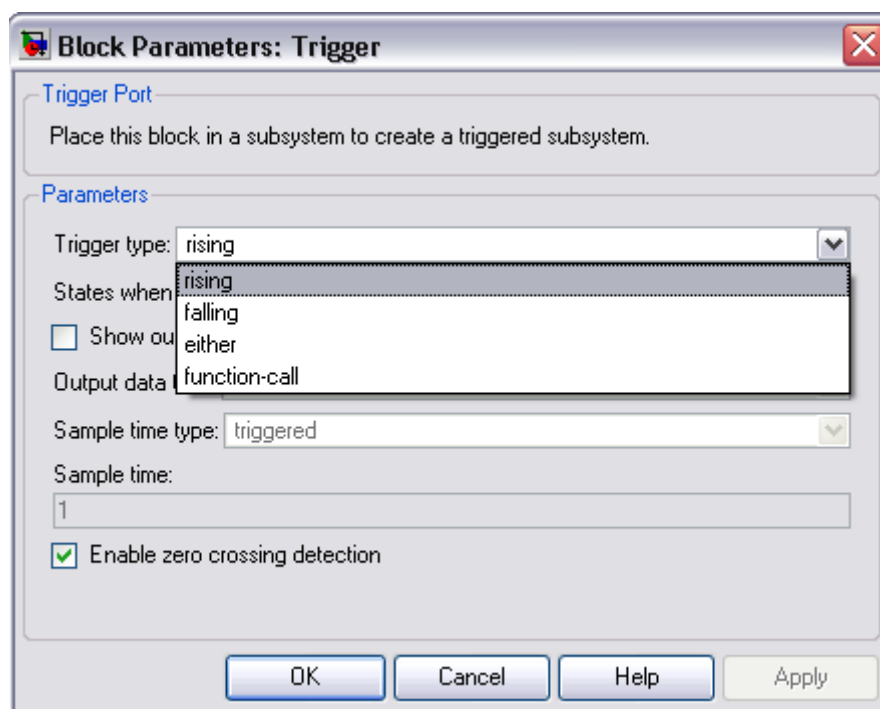 Block Parameters: Trigger
Trigger Port
Place this block in a subsystem to create a triggered subsystem.
Parameters
Trigger type: rising
rising
States when
falling
Show ou
either
function-call
Output data
Sample time type: triggered
Sample time:
1
Enable zero crossing detection
OK Cancel Help Apply